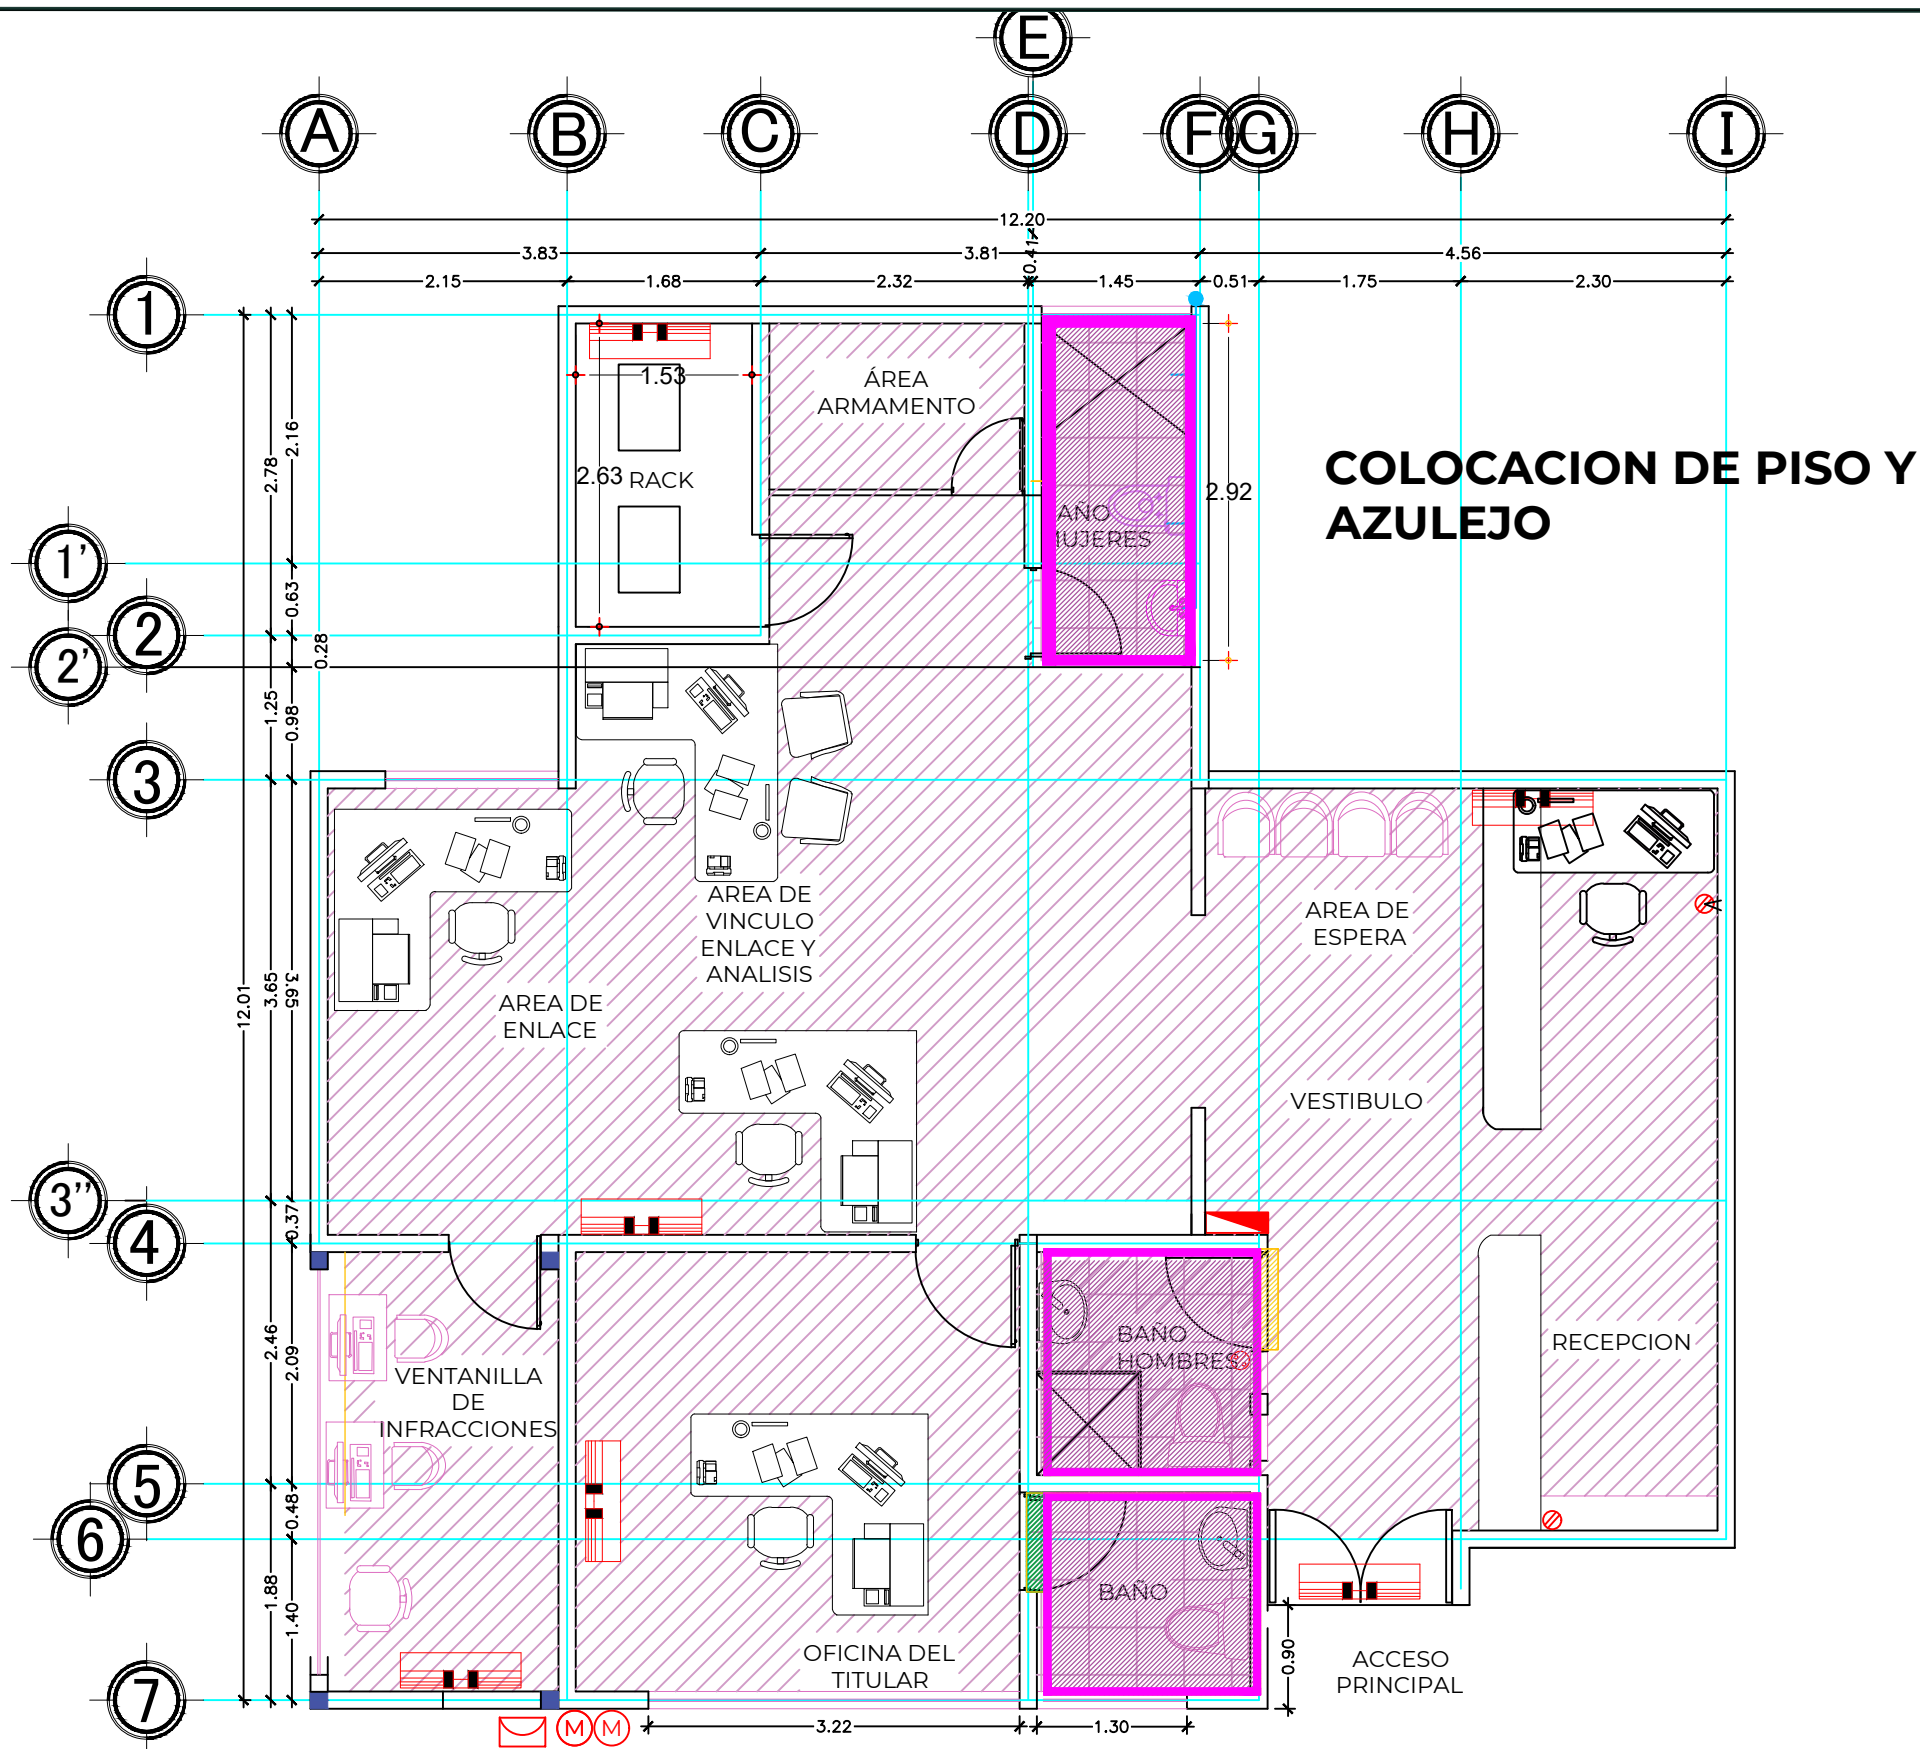 E
A B C D F G H I
12.20
3.83 3.81 0.41 4.56
2.15 1.68 2.32 1.45 0.51 1.75 2.30
1
1'
2
2'
3
3''
4
5
6
7
12.01
2.78
1.25
3.65
2.46
1.88
2.16
0.63
0.28
0.98
3.65
0.37
2.09
0.48
1.40
1.53
2.63 RACK
ÁREA
ARMAMENTO
AÑO
UJERES
2.92
COLOCACION DE PISO Y
AZULEJO
AREA DE
VINCULO
ENLACE Y
ANALISIS
AREA DE
ENLACE
AREA DE
ESPERA
VESTIBULO
RECEPCION
VENTANILLA
DE
INFRACCIONES
BAÑO
HOMBRES
BAÑO
OFICINA DEL
TITULAR
ACCESO
PRINCIPAL
0.90
M M
3.22 1.30